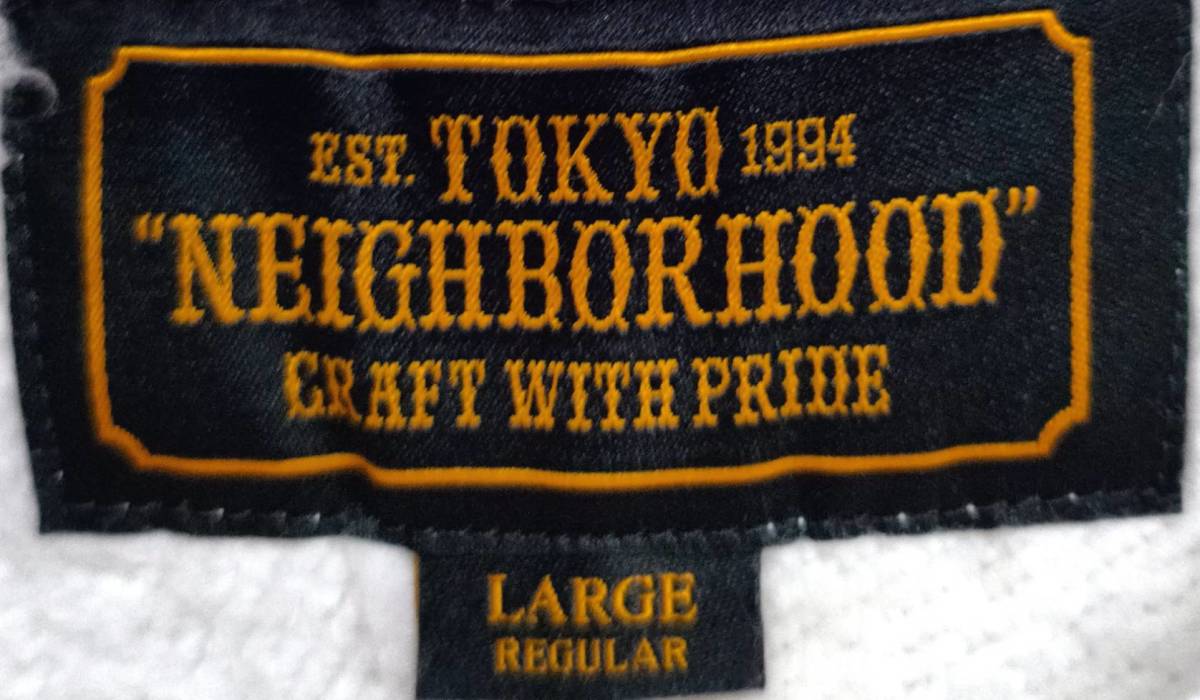 EST. TOKYO 1994
“NEIGHBORHOOD”
CRAFT WITH PRIDE
LARGE
REGULAR